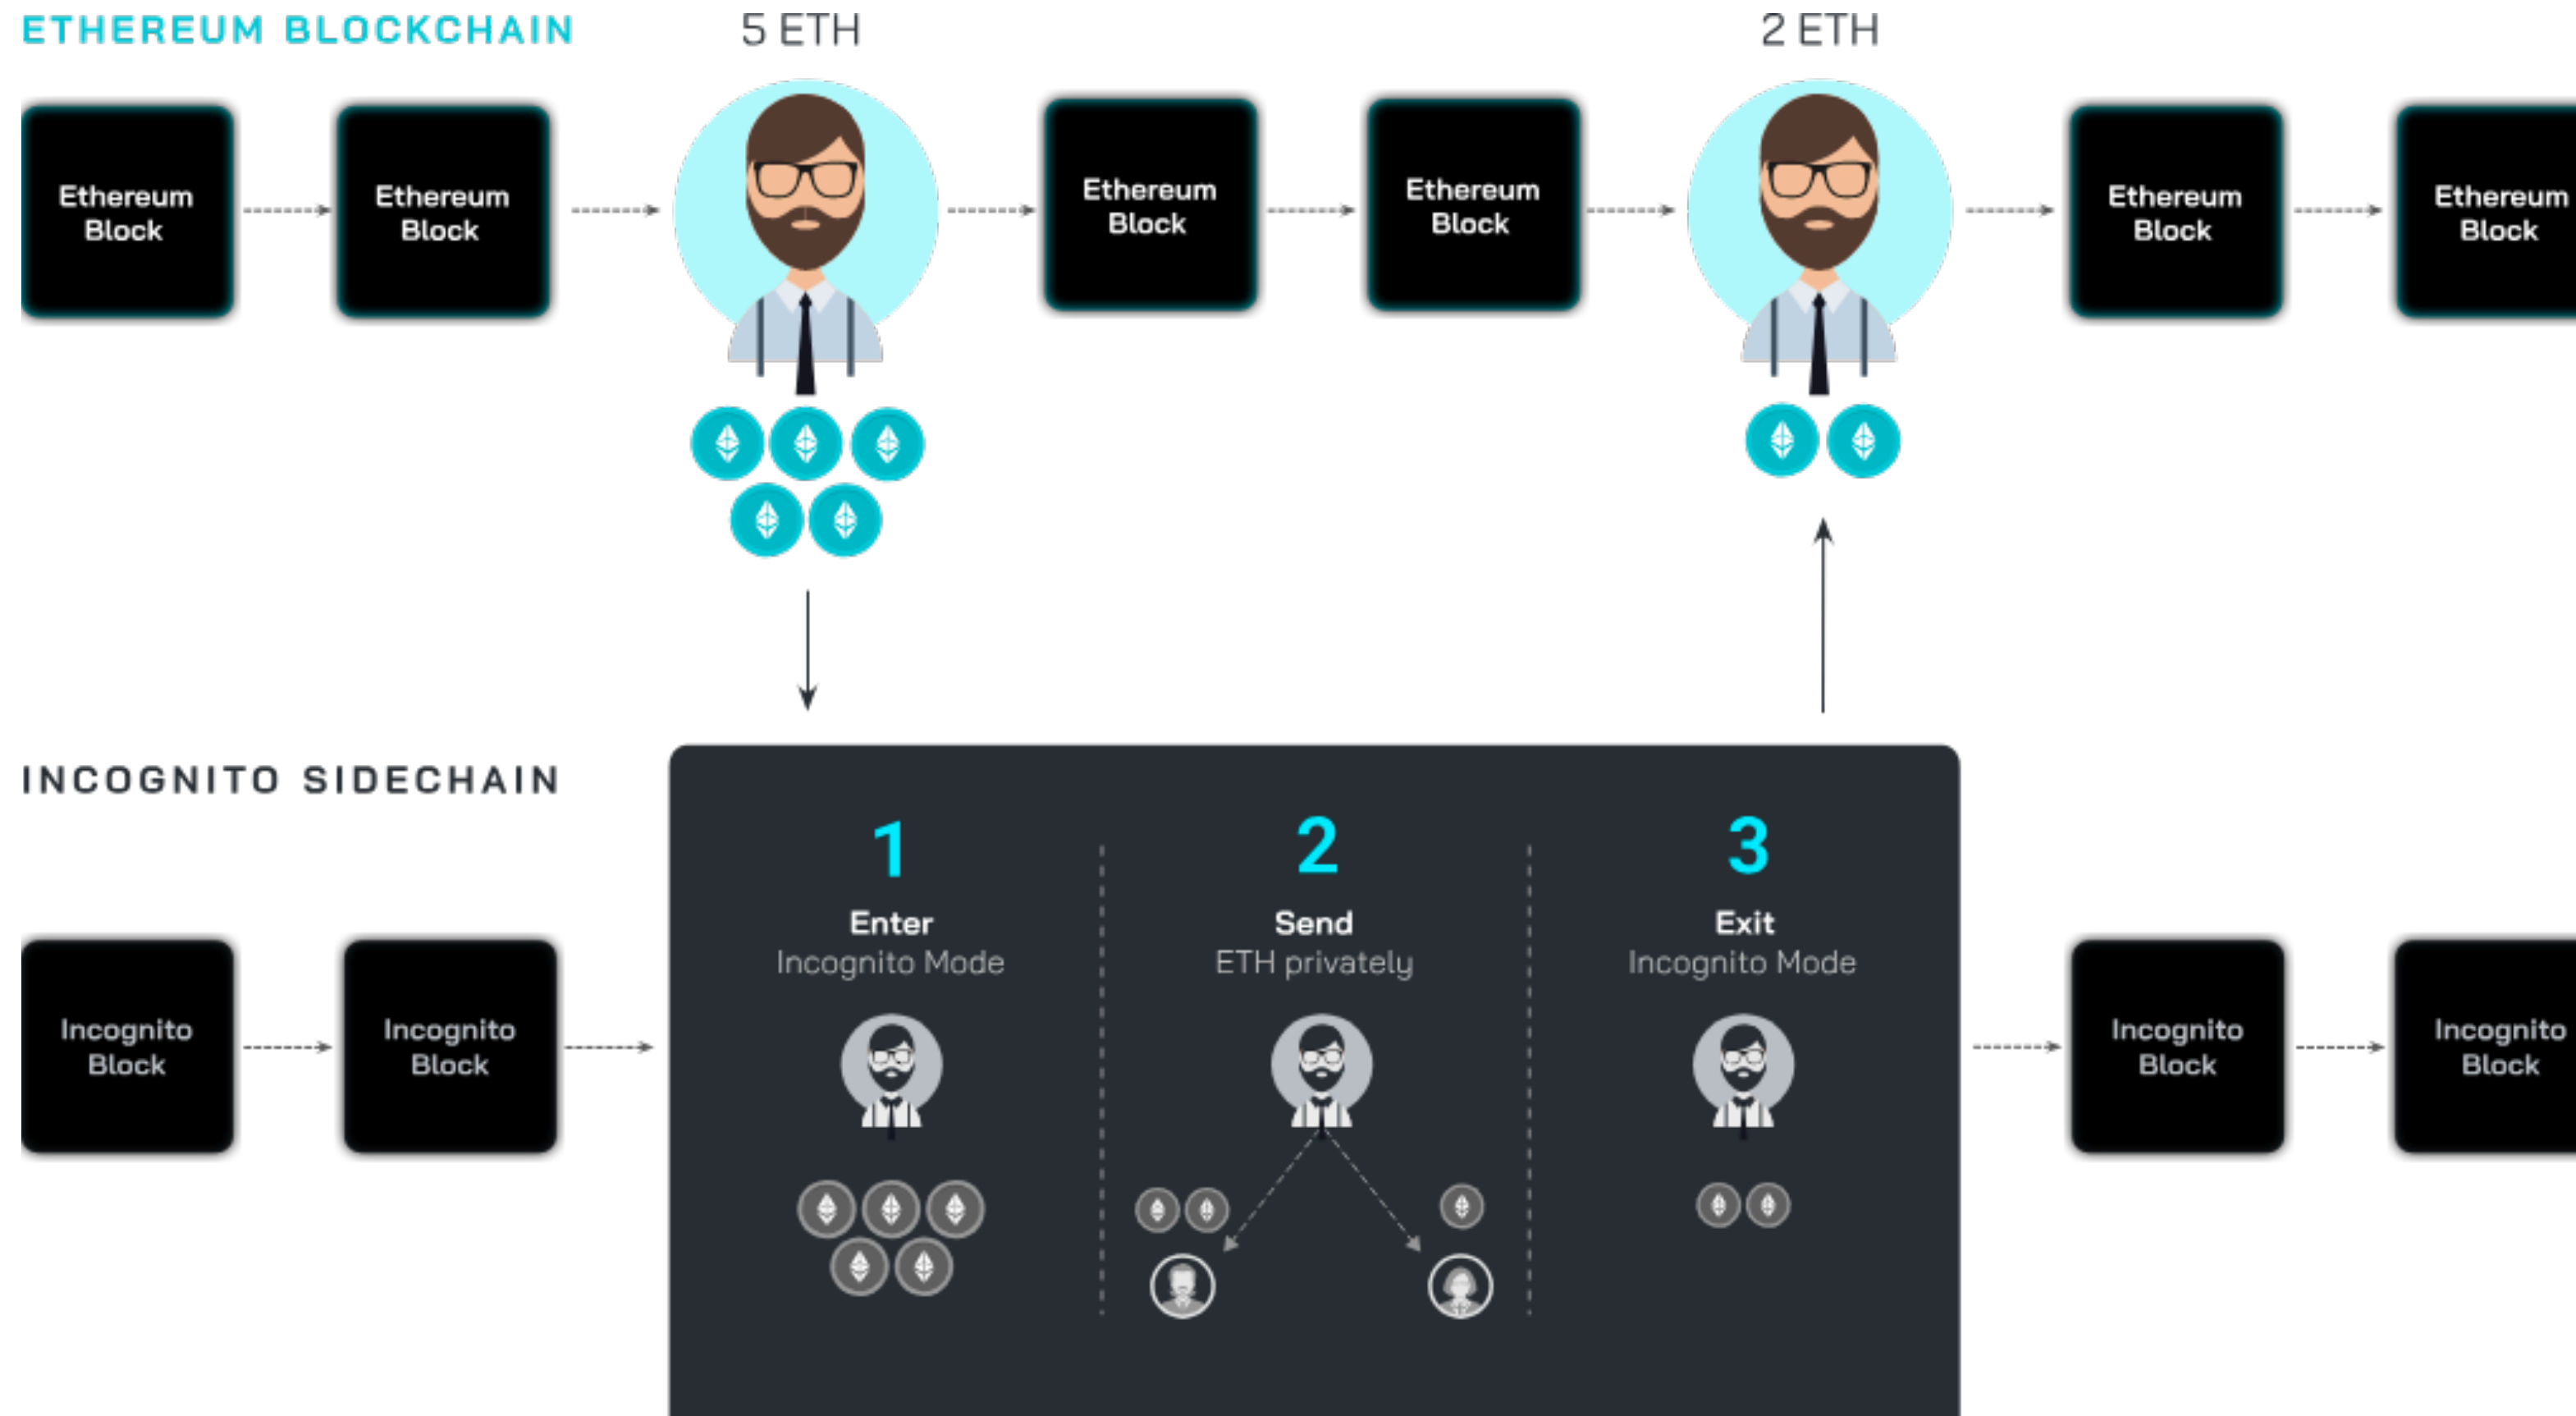 ETHEREUM BLOCKCHAIN
5 ETH
2 ETH
Ethereum
Block
Ethereum
Block
Ethereum
Block
Ethereum
Block
Ethereum
Block
Ethereum
Block
INCOGNITO SIDECHAIN
1
Enter
Incognito Mode
2
Send
ETH privately
3
Exit
Incognito Mode
Incognito
Block
Incognito
Block
Incognito
Block
Incognito
Block